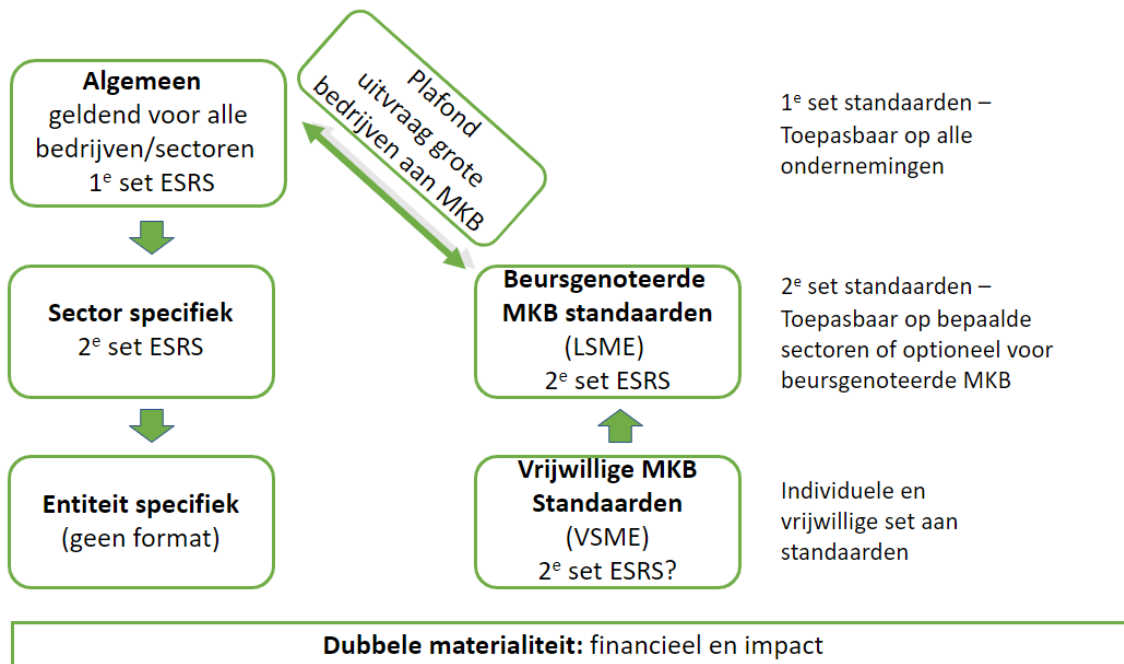 Algemeen
geldend voor alle
bedrijven/sectoren
1e set ESRS
Plafond
uitvraag grote
bedrijven aan MKB
1e set standaarden –
Toepasbaar op alle
ondernemingen
Sector specifiek
2e set ESRS
Beursgenoteerde
MKB standaarden
(LSME)
2e set ESRS
2e set standaarden –
Toepasbaar op bepaalde
sectoren of optioneel voor
beursgenoteerde MKB
Entiteit specifiek
(geen format)
Vrijwillige MKB
Standaarden
(VSME)
2e set ESRS?
Individuele en
vrijwillige set aan
standaarden
Dubbele materialiteit: financieel en impact